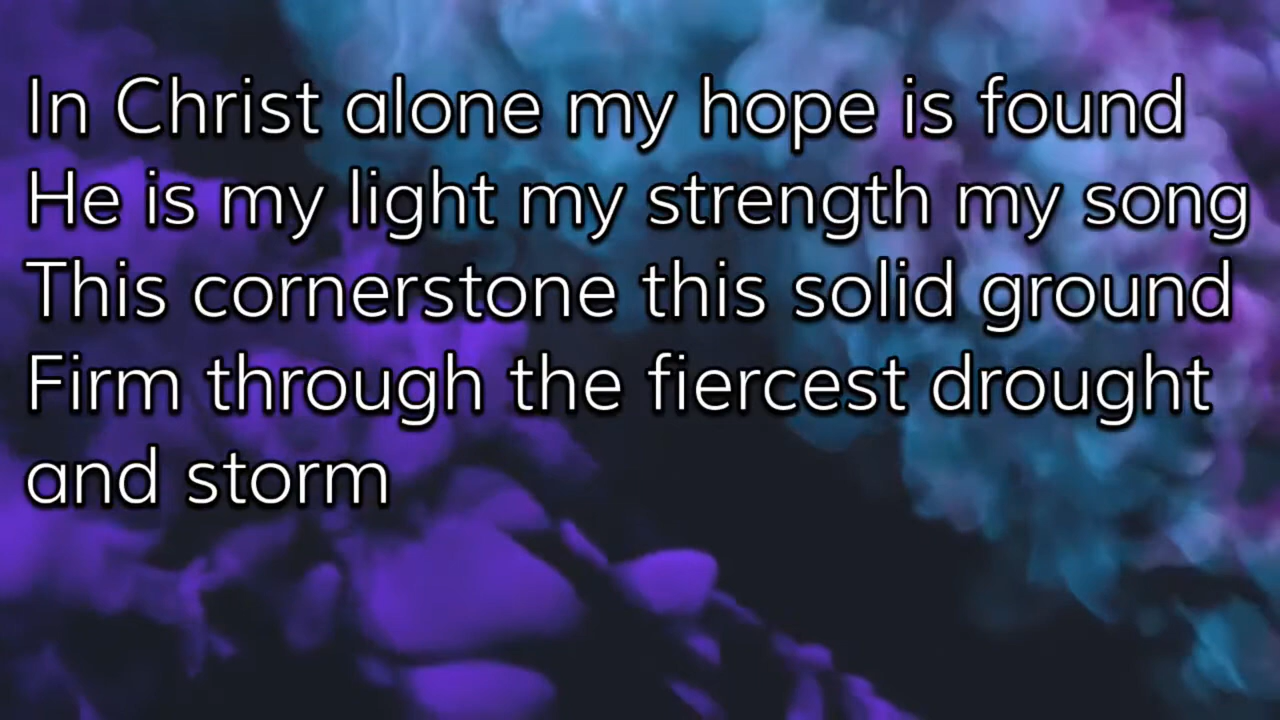 In Christ alone my hope is found
He is my light my strength my song
This cornerstone this solid ground
Firm through the fiercest drought
and storm